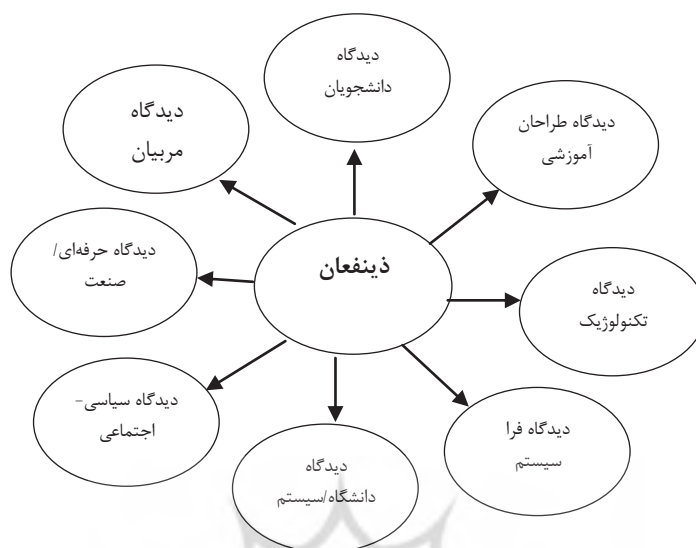 دیدگاه
دانشجویان
دیدگاه طراحان
آموزشی
دیدگاه
مربیان
ذینفعان
دیدگاه حرفه‌ای/
صنعت
دیدگاه
تکنولوژیک
دیدگاه سیاسی-
اجتماعی
دیدگاه فرا
سیستم
دیدگاه
دانشگاه/سیستم